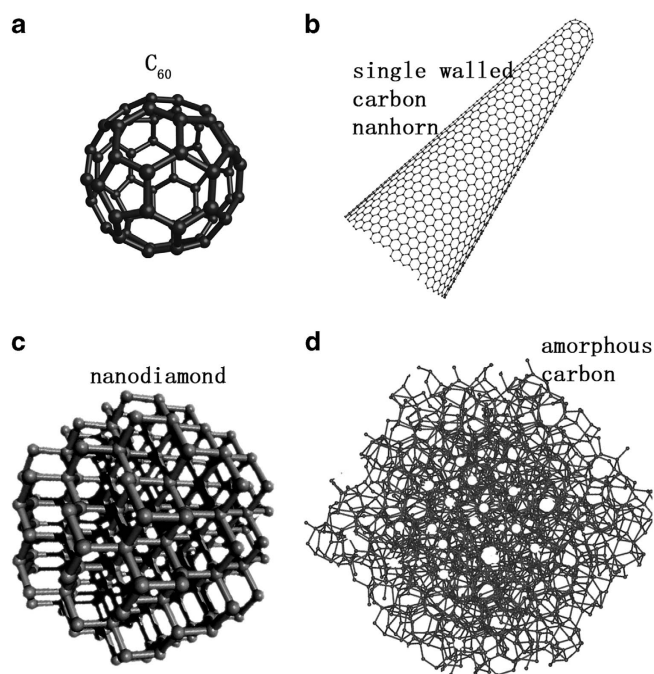 a
C₆₀
b
single walled
carbon
nanhorn
c
nanodiamond
d
amorphous
carbon